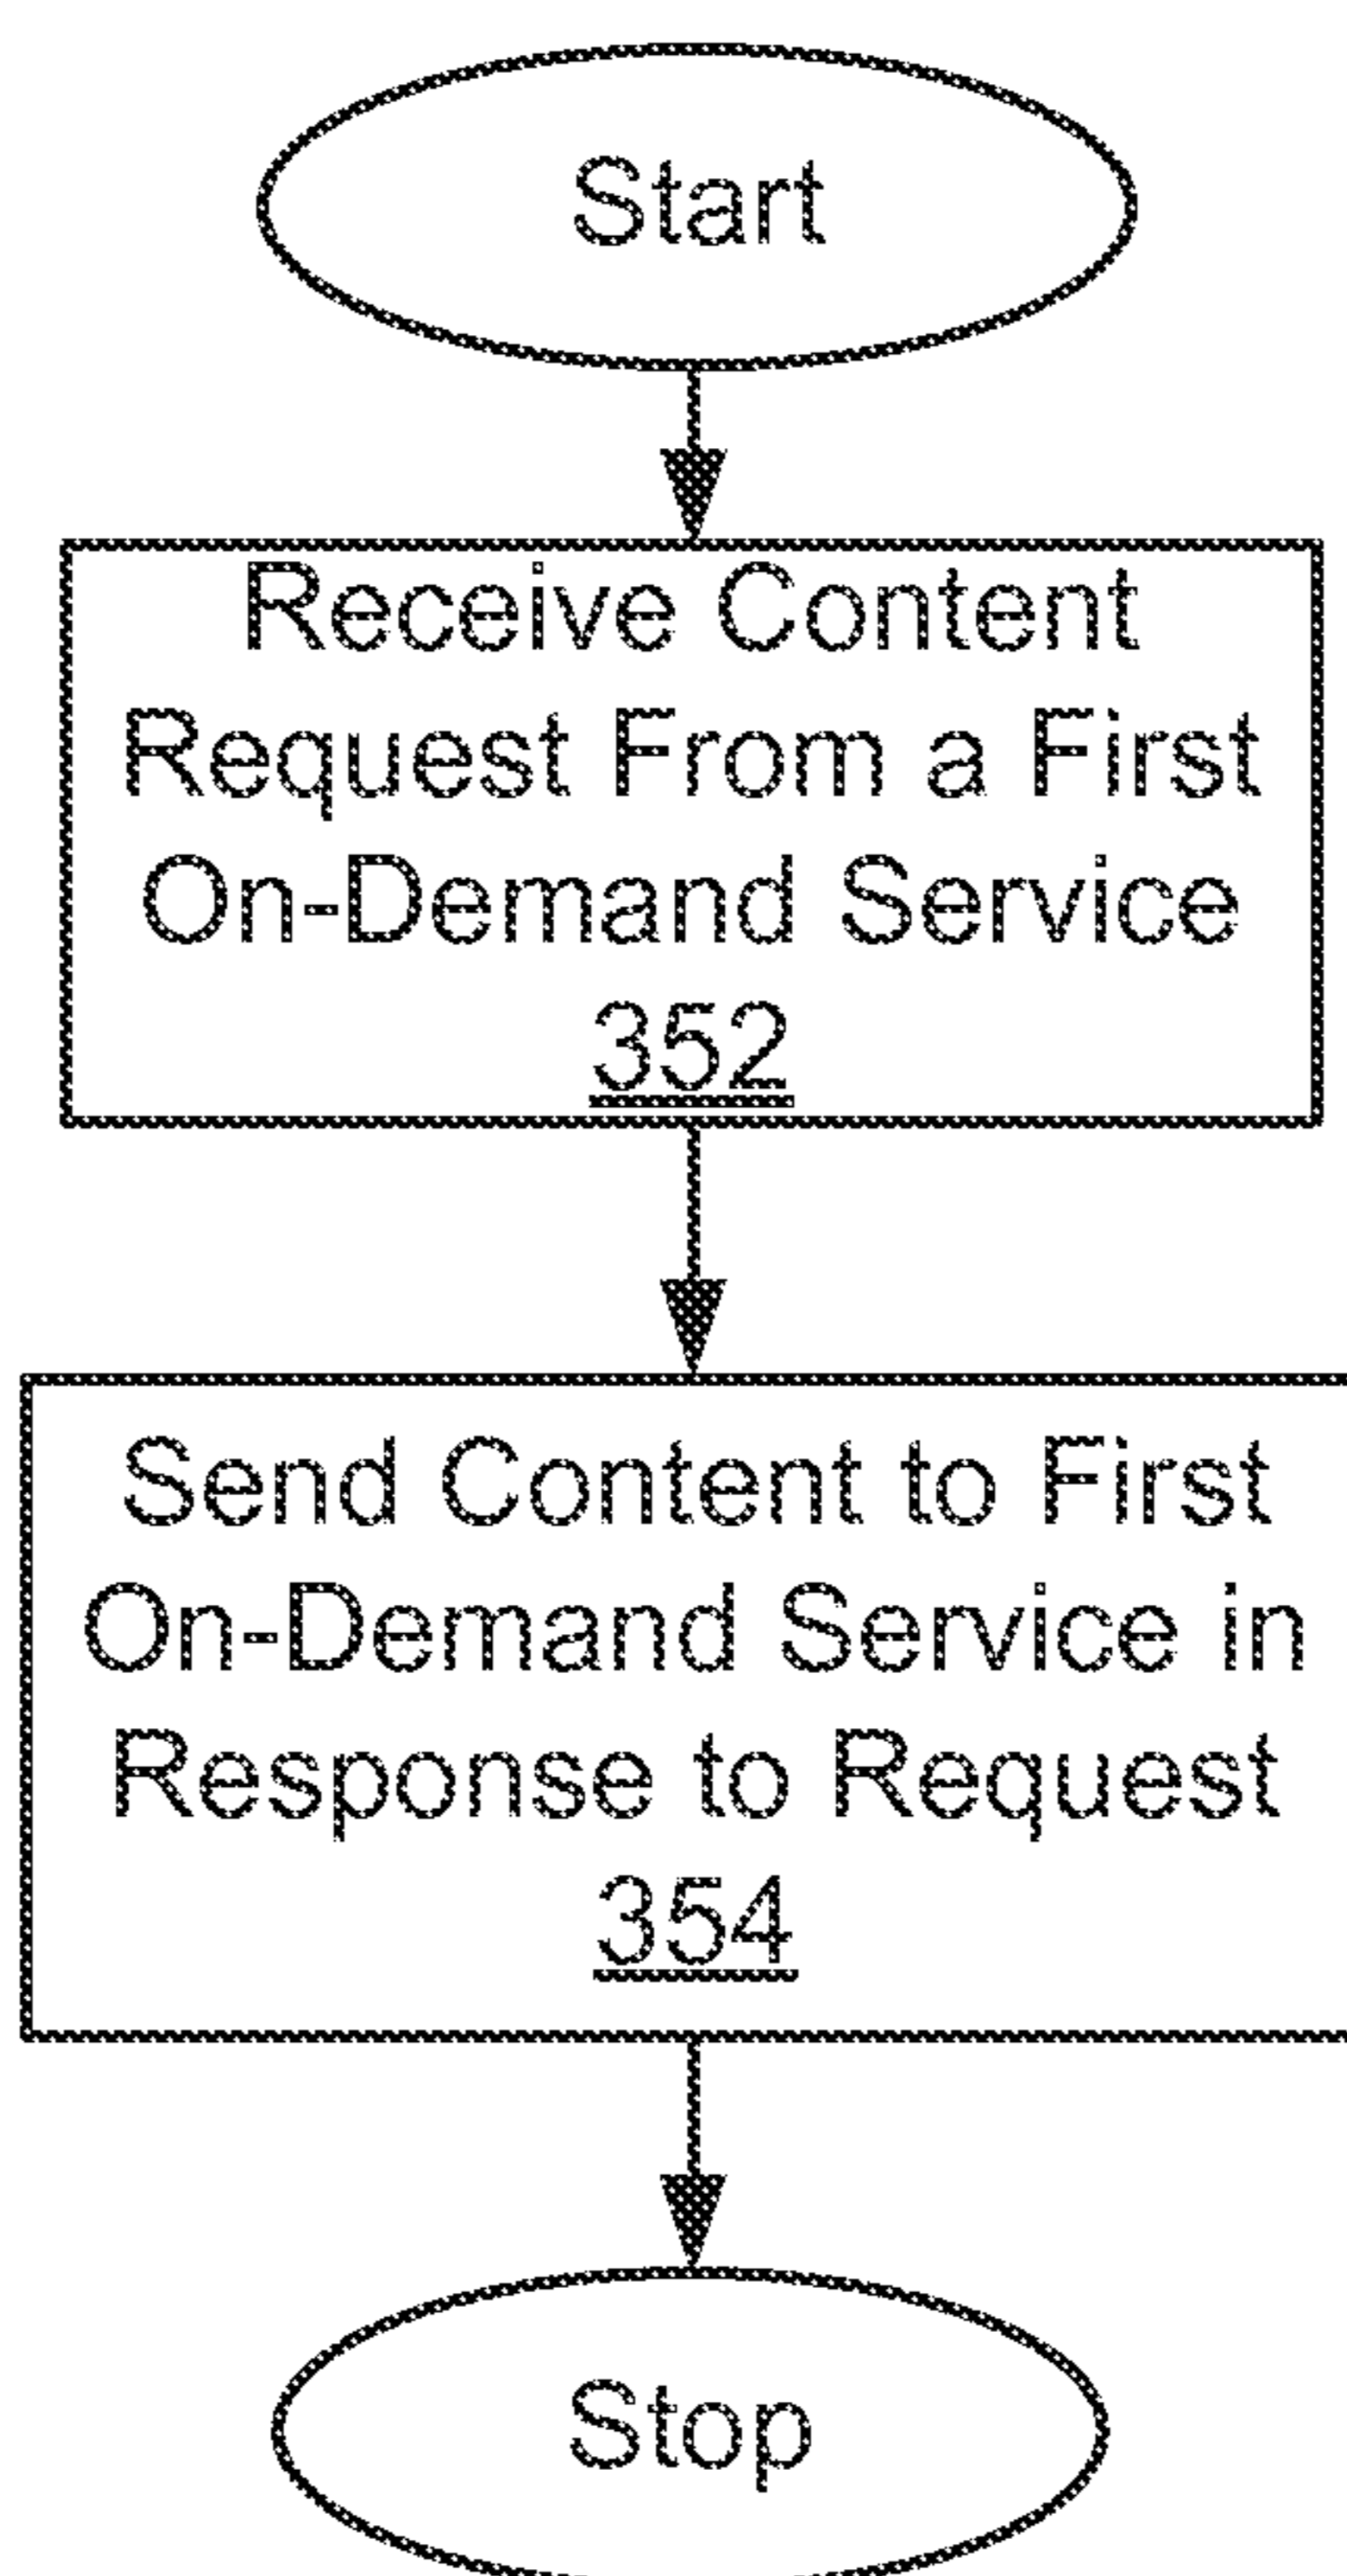 Start
Receive Content
Request From a First
On-Demand Service
352
Send Content to First
On-Demand Service in
Response to Request
354
Stop